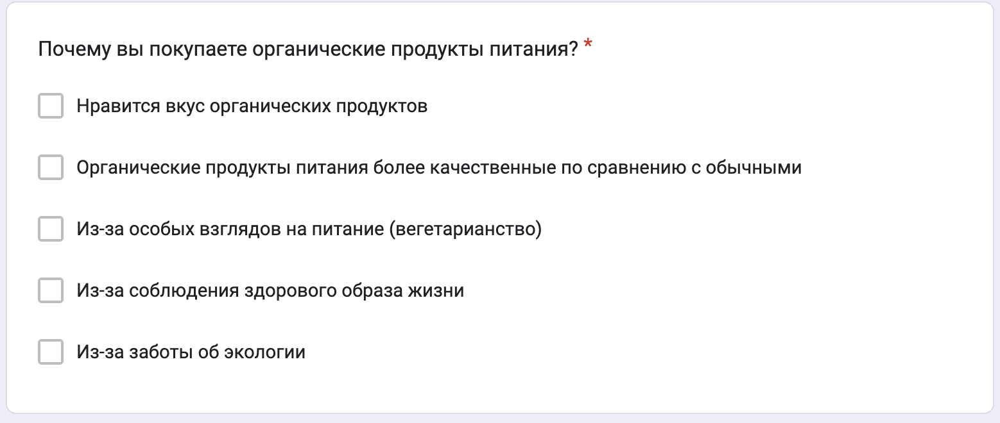 Почему вы покупаете органические продукты питания? *
Нравится вкус органических продуктов
Органические продукты питания более качественные по сравнению с обычными
Из-за особых взглядов на питание (вегетарианство)
Из-за соблюдения здорового образа жизни
Из-за заботы об экологии